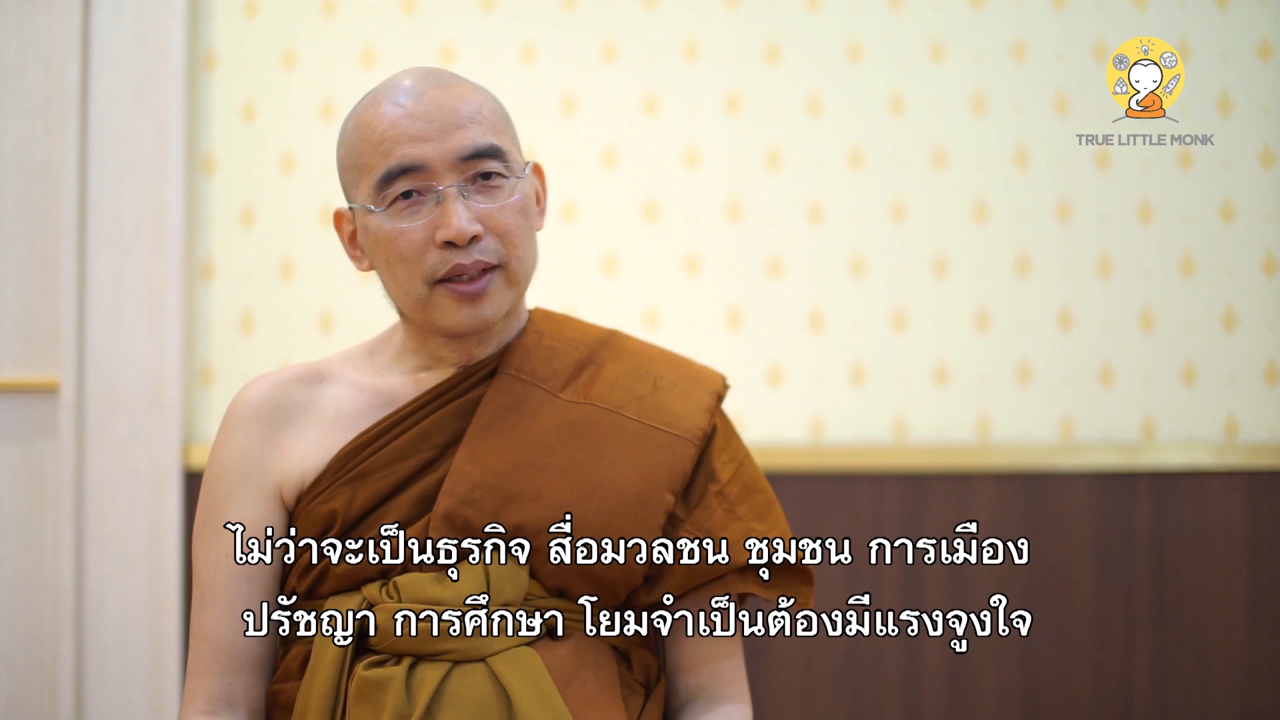 TRUE LITTLE MONK
ไม่ว่าจะเป็นธุรกิจ สื่อมวลชน ชุมชน การเมือง
ปรัชญา การศึกษา โยมจำเป็นต้องมีแรงจูงใจ